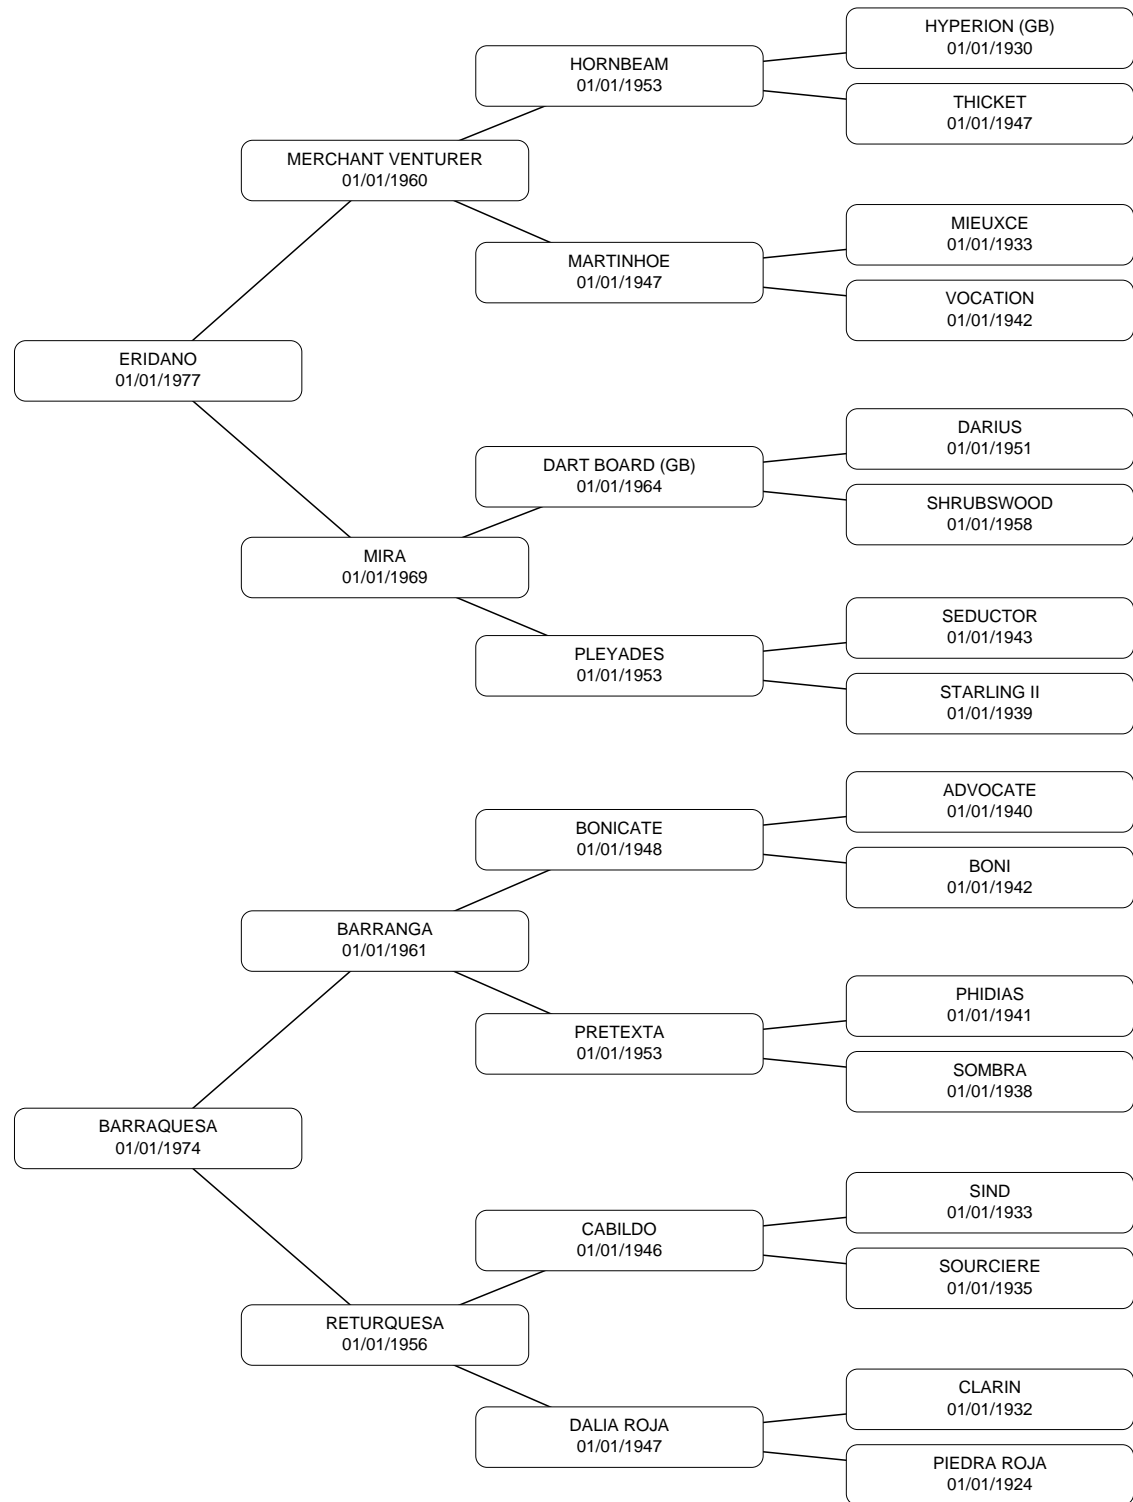 HYPERION (GB)
01/01/1930
HORNBEAM
01/01/1953
THICKET
01/01/1947
MERCHANT VENTURER
01/01/1960
MIEUXCE
01/01/1933
MARTINHOE
01/01/1947
VOCATION
01/01/1942
ERIDANO
01/01/1977
DARIUS
01/01/1951
DART BOARD (GB)
01/01/1964
SHRUBSWOOD
01/01/1958
MIRA
01/01/1969
SEDUCTOR
01/01/1943
PLEYADES
01/01/1953
STARLING II
01/01/1939
ADVOCATE
01/01/1940
BONICATE
01/01/1948
BONI
01/01/1942
BARRANGA
01/01/1961
PHIDIAS
01/01/1941
PRETEXTA
01/01/1953
SOMBRA
01/01/1938
BARRAQUESA
01/01/1974
SIND
01/01/1933
CABILDO
01/01/1946
SOURCIERE
01/01/1935
RETURQUESA
01/01/1956
CLARIN
01/01/1932
DALIA ROJA
01/01/1947
PIEDRA ROJA
01/01/1924